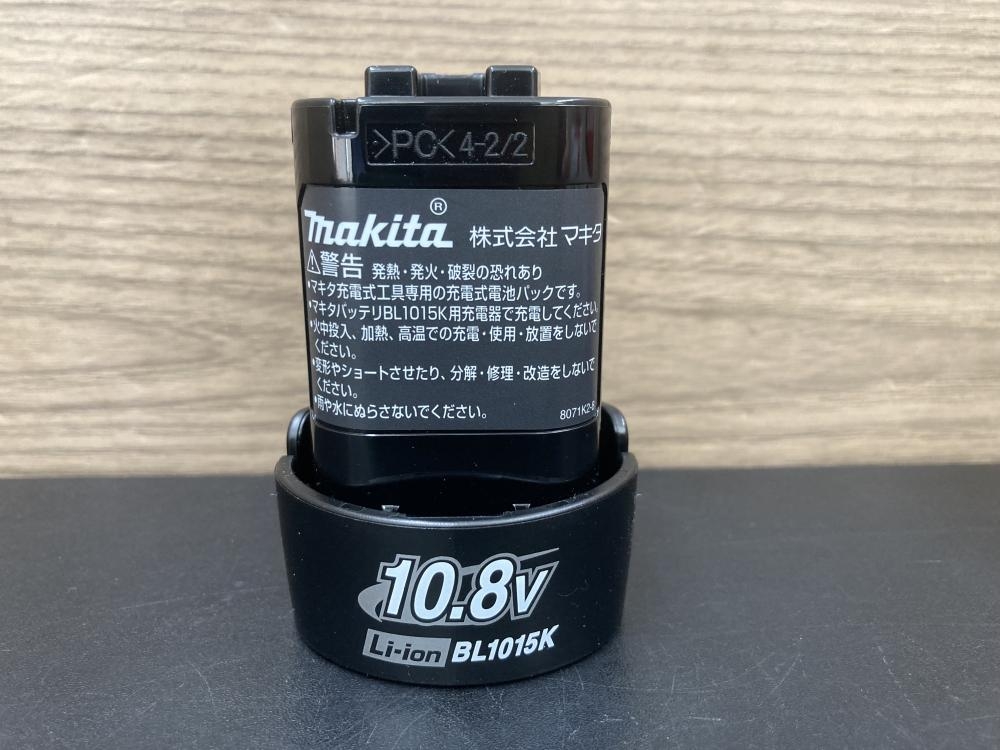 >PC< 4-2/2
makita® 株式会社 マキタ
⚠警告 発熱・発火・破裂の恐れあり
・マキタ充電式工具専用の充電式電池パックです。
・マキタバッテリBL1015K用充電器で充電してください。
・火中投入、加熱、高温での充電・使用・放置をしないで
ください。
・変形やショートさせたり、分解・修理・改造をしないで
ください。
・雨や水にぬらさないでください。
8071K2-8
10.8V
Li-ion BL1015K